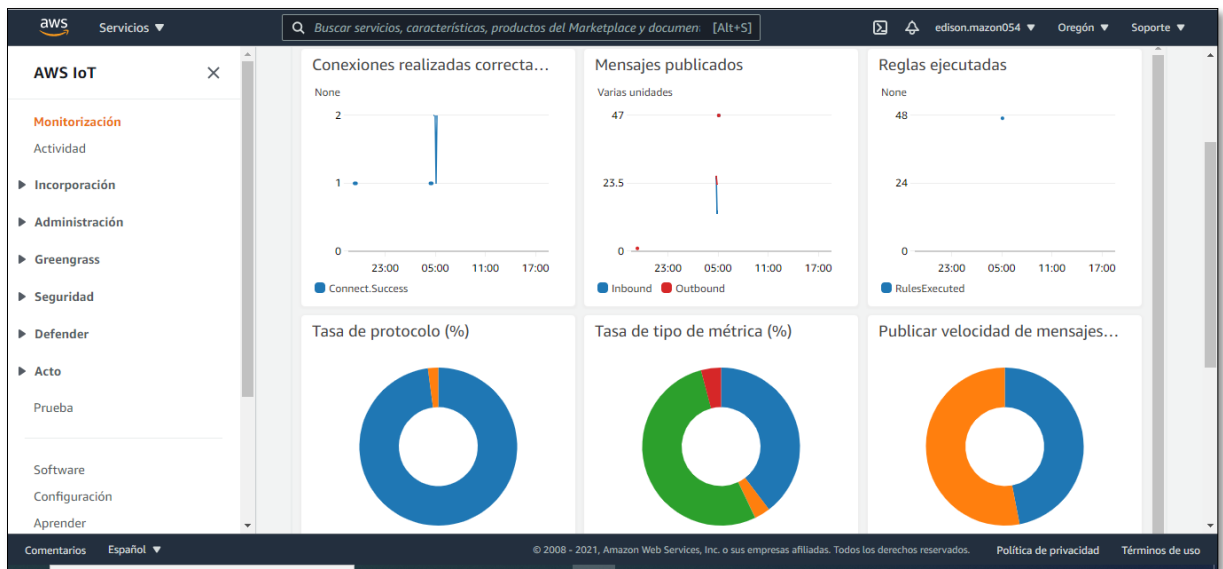 aws
Servicios ▼
Buscar servicios, características, productos del Marketplace y documen [Alt+S]
edison.mazon054 ▼
Oregón ▼
Soporte ▼
AWS IoT
Monitorización
Actividad
Incorporación
Administración
Greengrass
Seguridad
Defender
Acto
Prueba
Software
Configuración
Aprender
Conexiones realizadas correcta...
None
2
1
0
23:00 05:00 11:00 17:00
Connect.Success
Mensajes publicados
Varias unidades
47
23.5
0
23:00 05:00 11:00 17:00
Inbound Outbound
Reglas ejecutadas
None
48
24
0
23:00 05:00 11:00 17:00
RulesExecuted
Tasa de protocolo (%)
Tasa de tipo de métrica (%)
Publicar velocidad de mensajes...
Comentarios
Español ▼
© 2008 - 2021, Amazon Web Services, Inc. o sus empresas afiliadas. Todos los derechos reservados.
Política de privacidad
Términos de uso